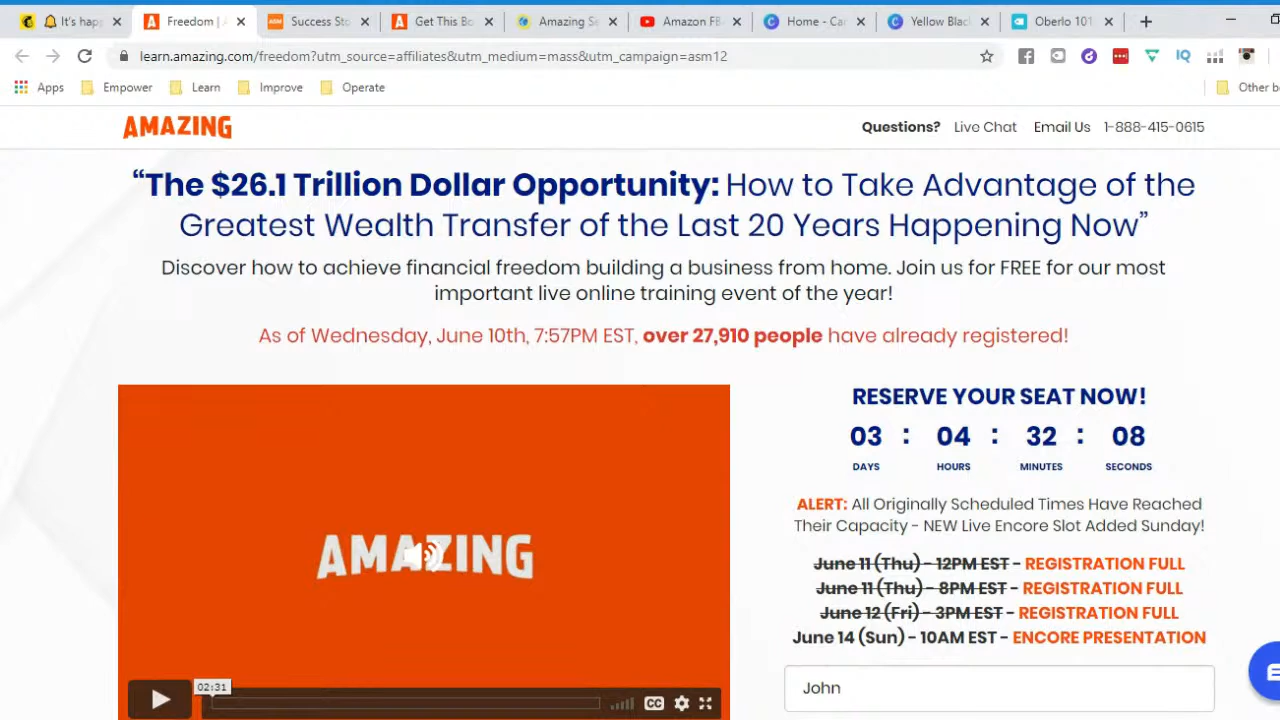 It's happ
Freedom | A
Success Sto
Get This Bo
Amazing Se
Amazon FB
Home - Can
Yellow Blac
Oberlo 101
learn.amazing.com/freedom?utm_source=affiliates&utm_medium=mass&utm_campaign=asm12
Apps
Empower
Learn
Improve
Operate
Other b
AMAZING
Questions? Live Chat Email Us 1-888-415-0615
“The $26.1 Trillion Dollar Opportunity: How to Take Advantage of the
Greatest Wealth Transfer of the Last 20 Years Happening Now”
Discover how to achieve financial freedom building a business from home. Join us for FREE for our most
important live online training event of the year!
As of Wednesday, June 10th, 7:57PM EST, over 27,910 people have already registered!
AMAZING
02:31
CC
RESERVE YOUR SEAT NOW!
03 : 04 : 32 : 08
DAYS HOURS MINUTES SECONDS
ALERT: All Originally Scheduled Times Have Reached
Their Capacity - NEW Live Encore Slot Added Sunday!
June 11 (Thu) - 12PM EST - REGISTRATION FULL
June 11 (Thu) - 8PM EST - REGISTRATION FULL
June 12 (Fri) - 3PM EST - REGISTRATION FULL
June 14 (Sun) - 10AM EST - ENCORE PRESENTATION
John